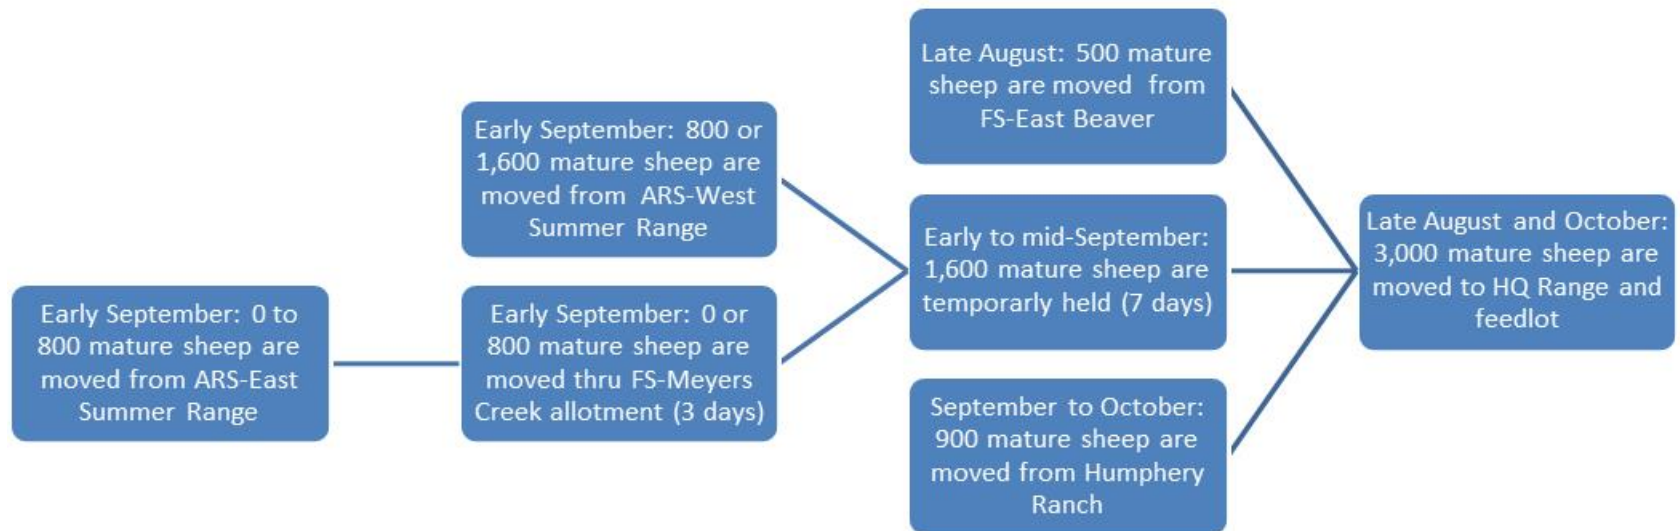 Early September: 0 to
800 mature sheep are
moved from ARS-East
Summer Range
Early September: 800 or
1,600 mature sheep are
moved from ARS-West
Summer Range
Early September: 0 or
800 mature sheep are
moved thru FS-Meyers
Creek allotment (3 days)
Late August: 500 mature
sheep are moved from
FS-East Beaver
Early to mid-September:
1,600 mature sheep are
temporarly held (7 days)
September to October:
900 mature sheep are
moved from Humphery
Ranch
Late August and October:
3,000 mature sheep are
moved to HQ Range and
feedlot